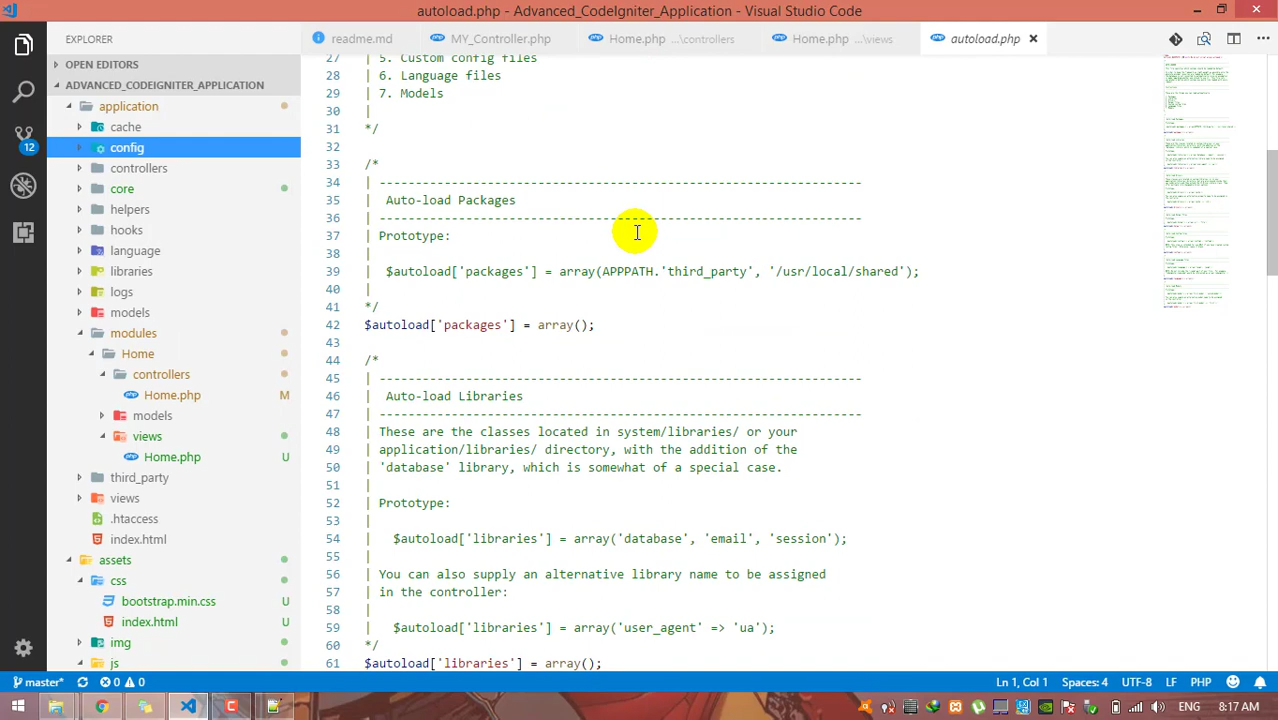 autoload.php - Advanced_CodeIgniter_Application - Visual Studio Code
EXPLORER
readme.md
MY_Controller.php
Home.php ...\controllers
Home.php ...\views
autoload.php
OPEN EDITORS
ADVANCED_CODEIGNITER_APPLICATION
application
cache
config
controllers
core
helpers
hooks
language
libraries
logs
models
modules
Home
controllers
Home.php M
models
views
Home.php U
third_party
views
.htaccess
index.html
assets
css
bootstrap.min.css U
index.html U
img
js
12
27 | 5. Custom config files
28 | 6. Language files
29 | 7. Models
30 |
31 */
32
33 /*
34 | -------------------------------------------------------------------
35 | Auto-load Packages
36 | -------------------------------------------------------------------
37 | Prototype:
38 |
39 | $autoload['packages'] = array(APPPATH.'third_party', '/usr/local/shared');
40 |
41 */
42 $autoload['packages'] = array();
43
44 /*
45 | -------------------------------------------------------------------
46 | Auto-load Libraries
47 | -------------------------------------------------------------------
48 | These are the classes located in system/libraries/ or your
49 | application/libraries/ directory, with the addition of the
50 | 'database' library, which is somewhat of a special case.
51 |
52 | Prototype:
53 |
54 | $autoload['libraries'] = array('database', 'email', 'session');
55 |
56 | You can also supply an alternative library name to be assigned
57 | in the controller:
58 |
59 | $autoload['libraries'] = array('user_agent' => 'ua');
60 */
61 $autoload['libraries'] = array();
master* 0 0
Ln 1, Col 1 Spaces: 4 UTF-8 LF PHP
ENG 8:17 AM